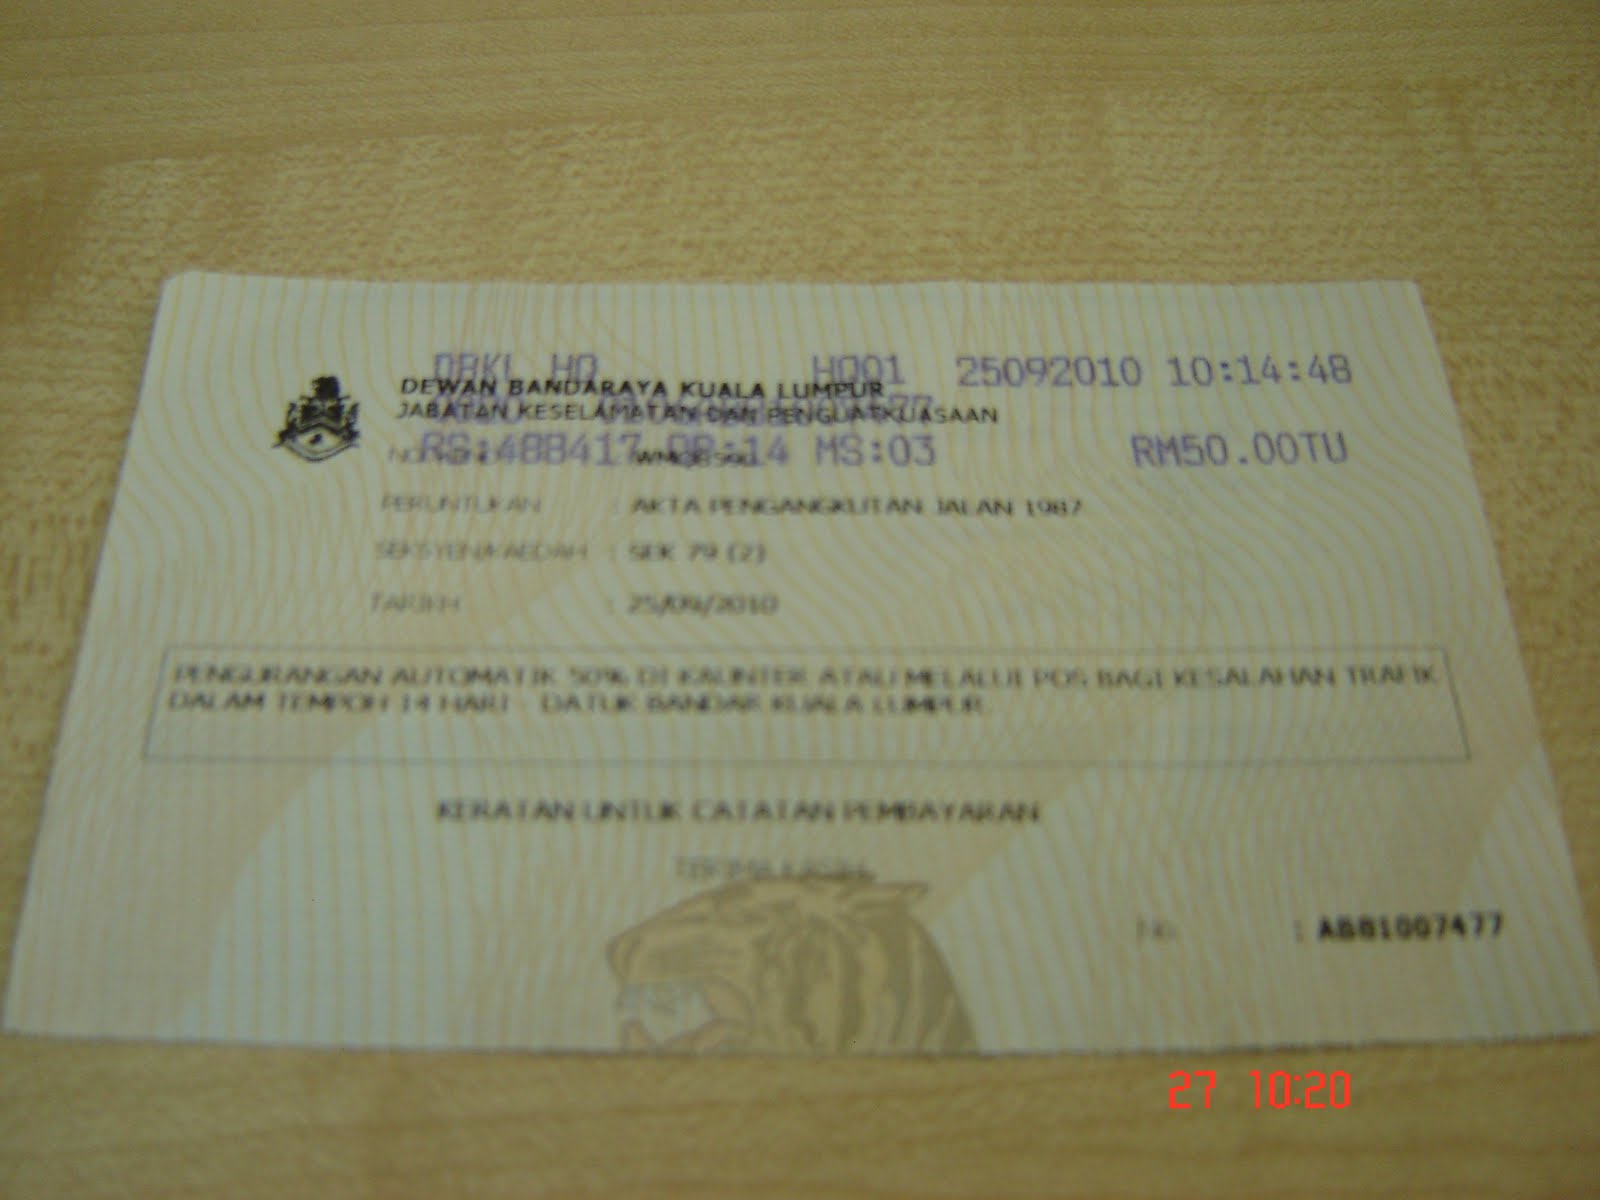 DBKL HQ HQ01 25092010 10:14:48
DEWAN BANDARAYA KUALA LUMPUR
JABATAN KESELAMATAN DAN PENGUATKUASAAN
RS:488417 BR:14 MS:03 RM50.00TU
PERUNTUKAN : AKTA PENGANGKUTAN JALAN 1987
SEKSYEN/KAEDAH : SEK 79 (2)
TARIKH : 25/09/2010
PENGURANGAN AUTOMATIK 50% DI KAUNTER ATAU MELALUI POS BAGI KESALAHAN TRAFIK
DALAM TEMPOH 14 HARI - DATUK BANDAR KUALA LUMPUR.
KERATAN UNTUK CATATAN PEMBAYARAN
TERIMA KASIH
: AB81007477
27 10:20